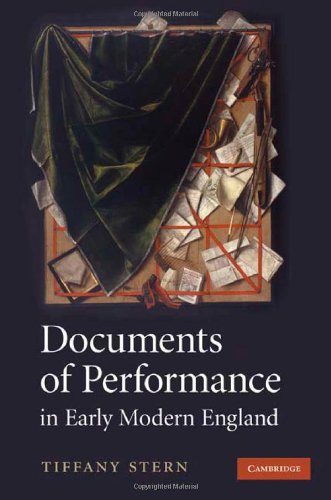 Documents
of Performance
in Early Modern England
TIFFANY STERN
CAMBRIDGE